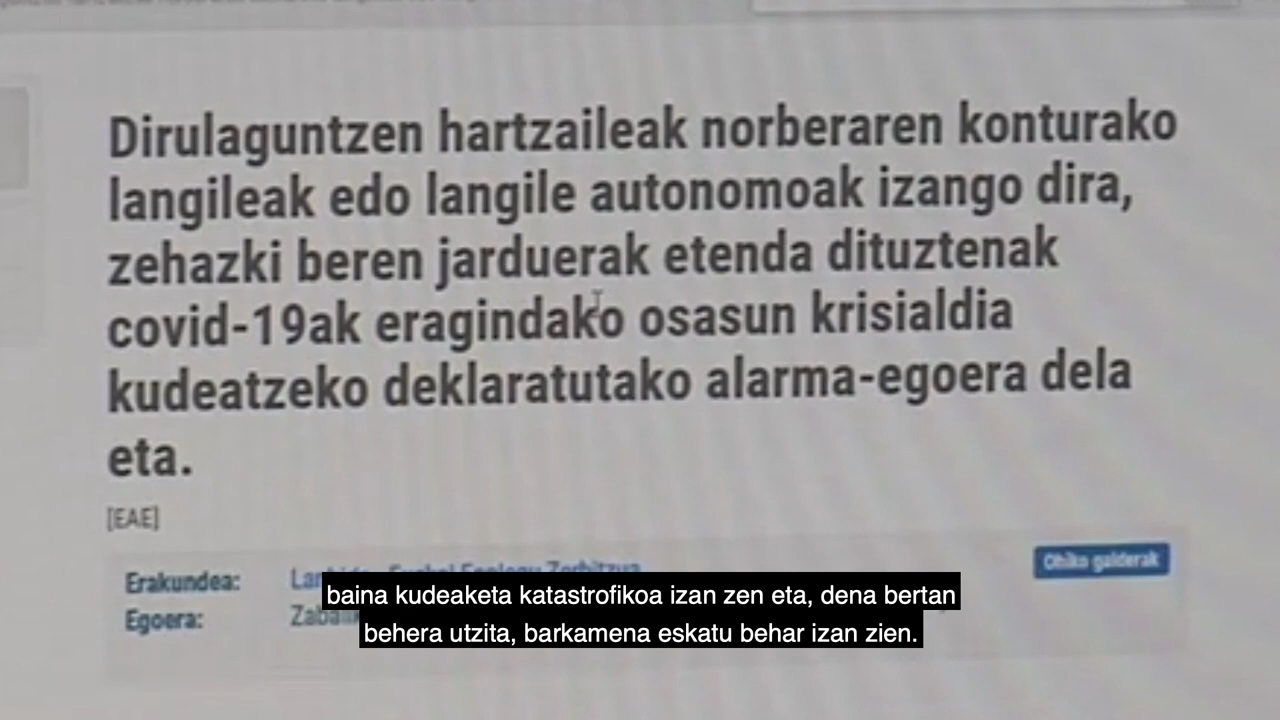 Dirulaguntzen hartzaileak norberaren konturako
langileak edo langile autonomoak izango dira,
zehazki beren jarduerak etenda dituztenak
covid-19ak eragindako osasun krisialdia
kudeatzeko deklaratutako alarma-egoera dela
eta.
[EAE]
Ohiko galderak
Erakundea:
Egoera:
baina kudeaketa katastrofikoa izan zen eta, dena bertan
behera utzita, barkamena eskatu behar izan zien.